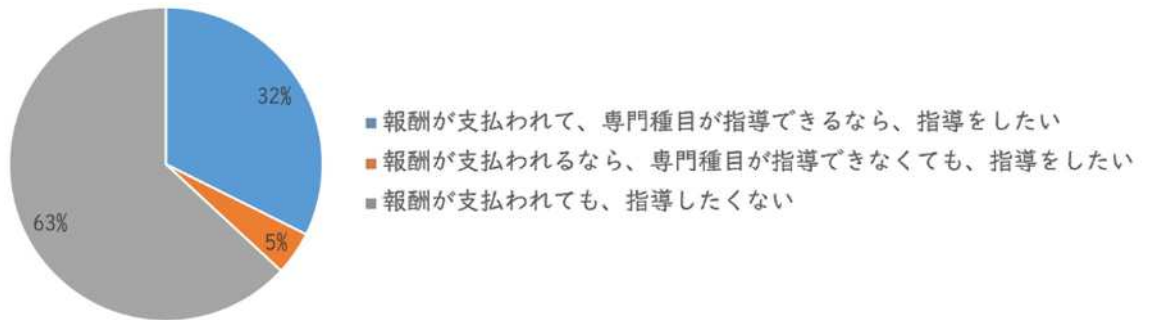 32%
5%
63%
報酬が支払われて、専門種目が指導できるなら、指導をしたい
報酬が支払われるなら、専門種目が指導できなくても、指導をしたい
報酬が支払われても、指導したくない